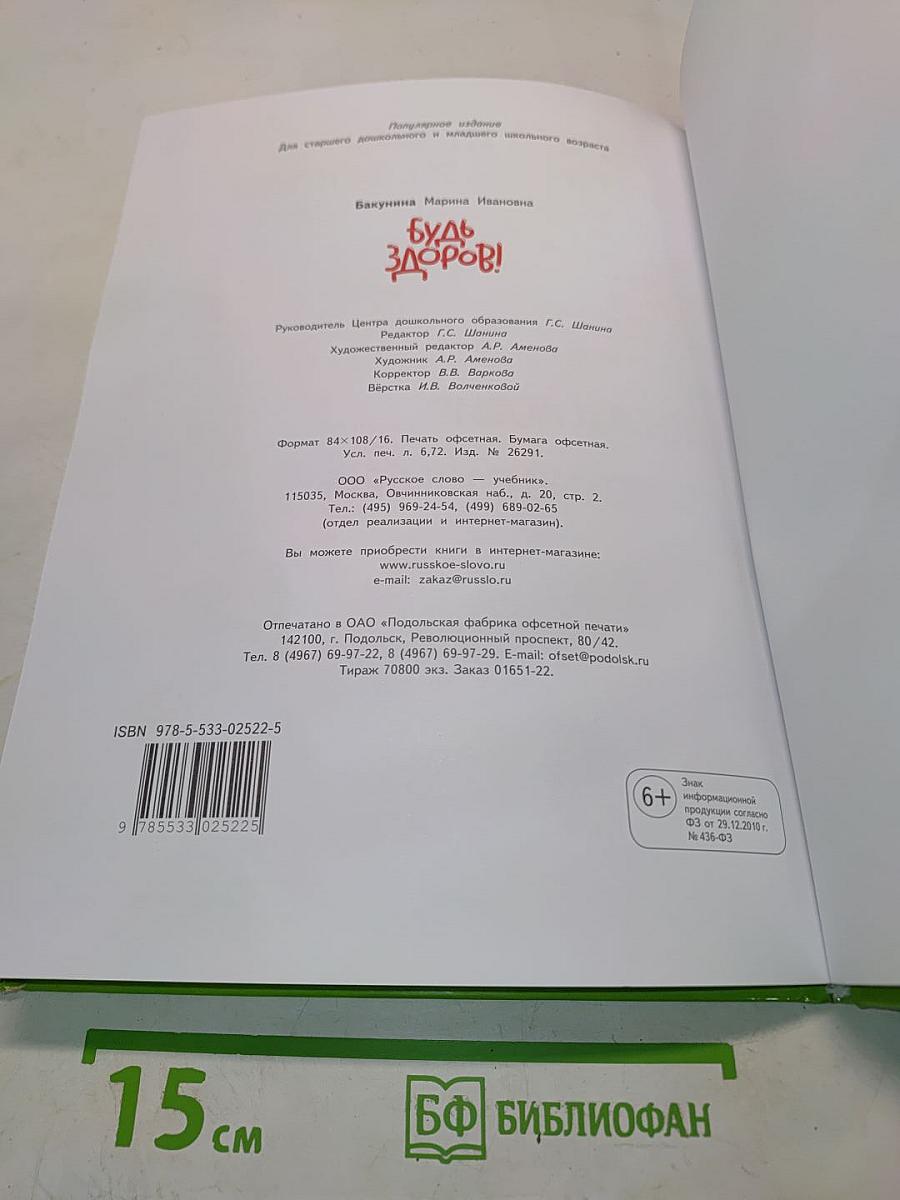 Популярное издание
Для старшего дошкольного и младшего школьного возраста
Бакунина Марина Ивановна
БУДЬ
ЗДОРОВ!
Руководитель Центра дошкольного образования Г.С. Шанина
Редактор Г.С. Шанина
Художественный редактор А.Р. Аменова
Художник А.Р. Аменова
Корректор В.В. Варкова
Вёрстка И.В. Волченковой
Формат 84×108/16. Печать офсетная. Бумага офсетная.
Усл. печ. л. 6,72. Изд. № 26291.
ООО «Русское слово — учебник».
115035, Москва, Овчинниковская наб., д. 20, стр. 2.
Тел.: (495) 969-24-54, (499) 689-02-65
(отдел реализации и интернет-магазин).
Вы можете приобрести книги в интернет-магазине:
www.russkoe-slovo.ru
e-mail: zakaz@russlo.ru
Отпечатано в ОАО «Подольская фабрика офсетной печати»
142100, г. Подольск, Революционный проспект, 80/42.
Тел. 8 (4967) 69-97-22, 8 (4967) 69-97-29. E-mail: ofset@podolsk.ru
Тираж 70800 экз. Заказ 01651-22.
ISBN 978-5-533-02522-5
9 785533 025225
6+
Знак
информационной
продукции согласно
ФЗ от 29.12.2010 г.
№ 436-ФЗ
15 см
БФ БИБЛИОФАН